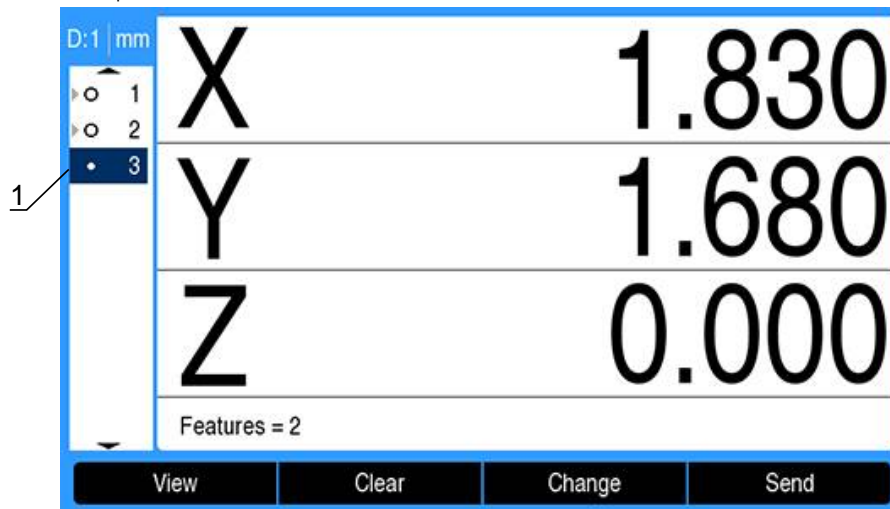 D:1 mm
1
2
3
1
X 1.830
Y 1.680
Z 0.000
Features = 2
View Clear Change Send